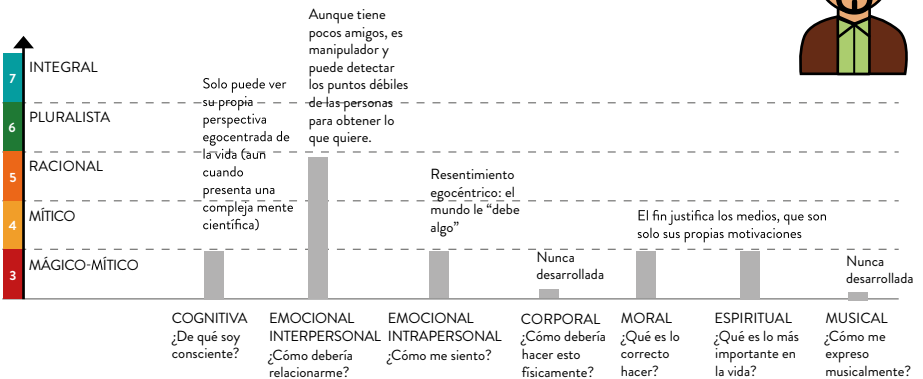 7
INTEGRAL
6
PLURALISTA
5
RACIONAL
4
MÍTICO
3
MÁGICO-MÍTICO
Solo puede ver
su propia
perspectiva
egocentrada de
la vida (aun
cuando
presenta una
compleja mente
científica)
Aunque tiene
pocos amigos, es
manipulador y
puede detectar
los puntos débiles
de las personas
para obtener lo
que quiere.
Resentimiento
egocéntrico: el
mundo le “debe
algo”
Nunca
desarrollada
El fin justifica los medios, que son
solo sus propias motivaciones
Nunca
desarrollada
COGNITIVA
¿De qué soy
consciente?
EMOCIONAL
INTERPERSONAL
¿Cómo debería
relacionarme?
EMOCIONAL
INTRAPERSONAL
¿Cómo me siento?
CORPORAL
¿Cómo debería
hacer esto
físicamente?
MORAL
¿Qué es lo
correcto
hacer?
ESPIRITUAL
¿Qué es lo más
importante en
la vida?
MUSICAL
¿Cómo me
expreso
musicalmente?